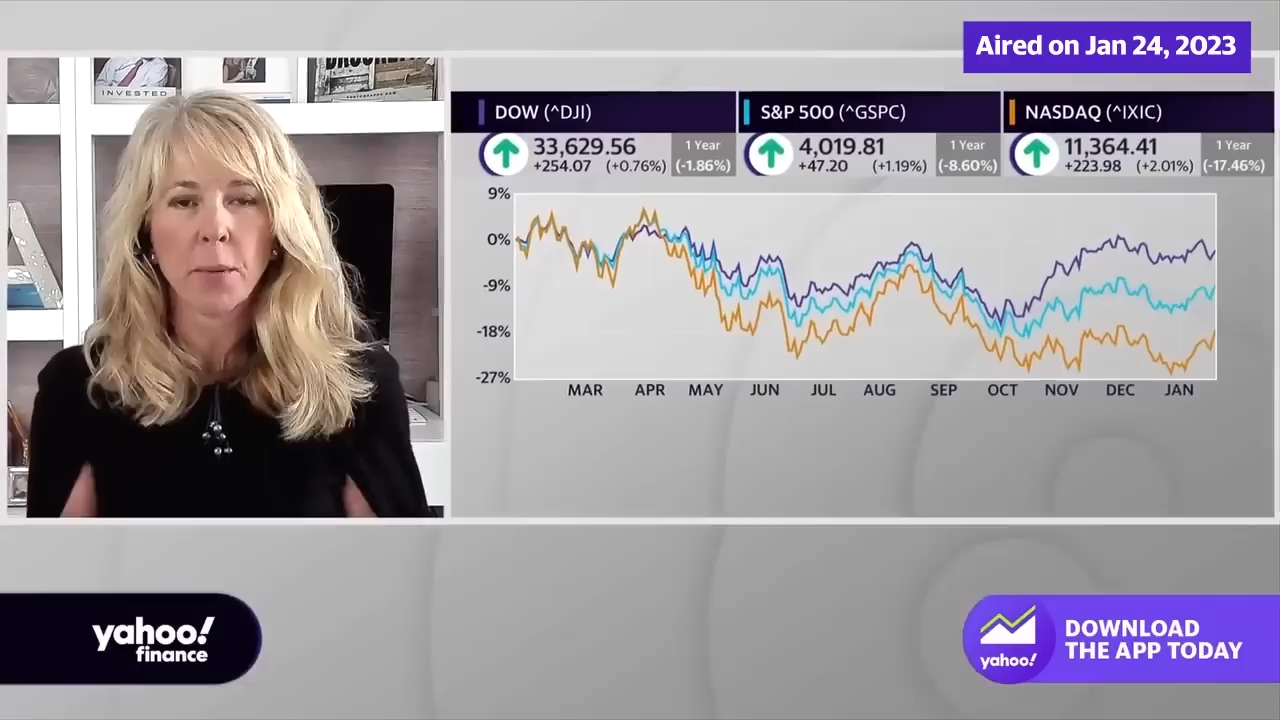 Aired on Jan 24, 2023
INVESTED
DOW (^DJI)
33,629.56
+254.07 (+0.76%)
1 Year
(-1.86%)
S&P 500 (^GSPC)
4,019.81
+47.20 (+1.19%)
1 Year
(-8.60%)
NASDAQ (^IXIC)
11,364.41
+223.98 (+2.01%)
1 Year
(-17.46%)
9%
0%
-9%
-18%
-27%
MAR APR MAY JUN JUL AUG SEP OCT NOV DEC JAN
yahoo!
finance
yahoo!
DOWNLOAD
THE APP TODAY